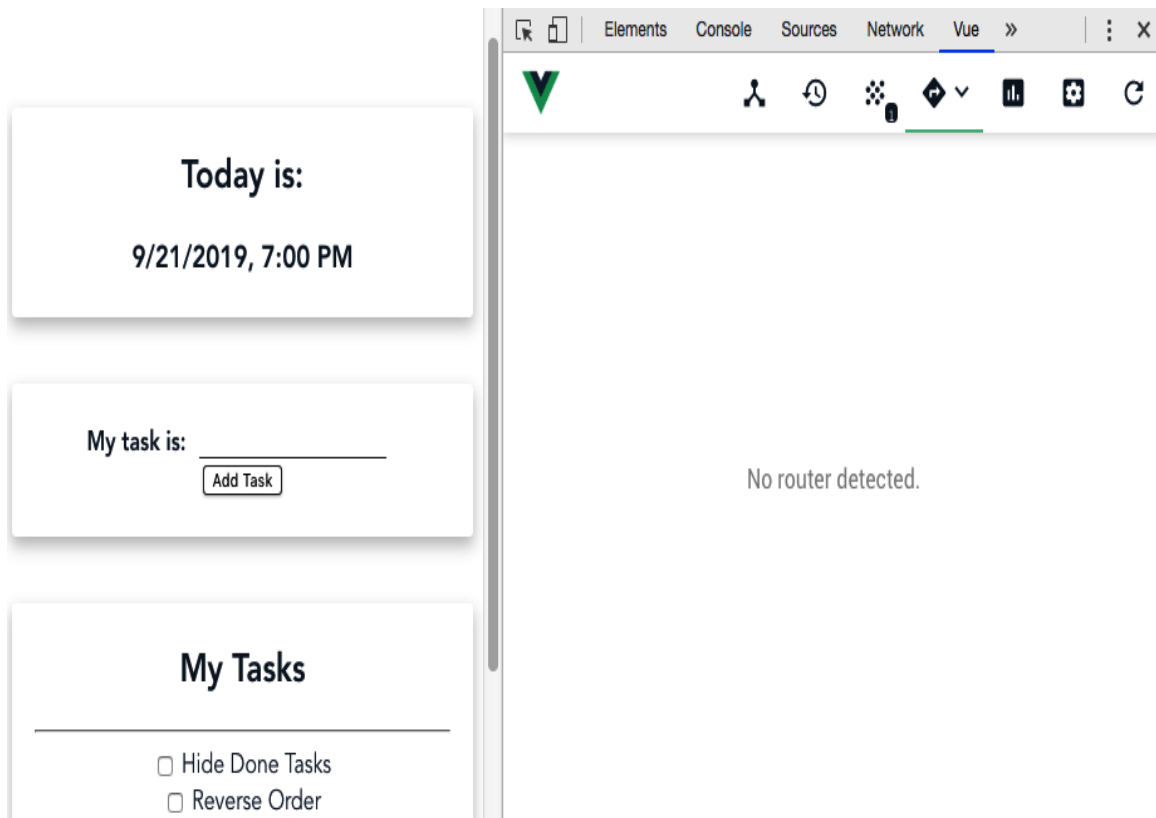 Elements Console Sources Network Vue »
1
Today is:
9/21/2019, 7:00 PM
My task is:
Add Task
No router detected.
My Tasks
Hide Done Tasks
Reverse Order